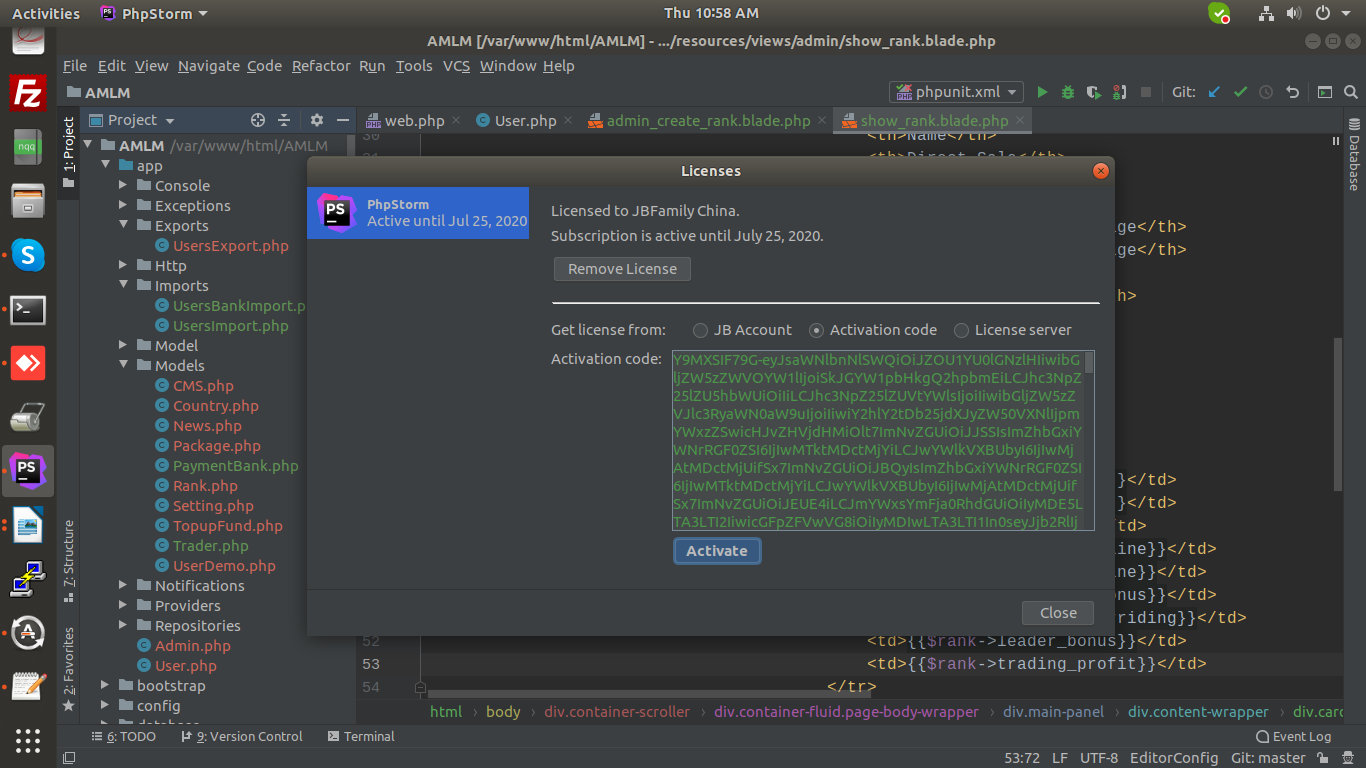 Activities PhpStorm Thu 10:58 AM
AMLM [/var/www/html/AMLM] - .../resources/views/admin/show_rank.blade.php
File Edit View Navigate Code Refactor Run Tools VCS Window Help
AMLM phpunit.xml Git:
Project web.php User.php admin_create_rank.blade.php show_rank.blade.php
1: Project
Database
7: Structure
2: Favorites
AMLM /var/www/html/AMLM
app
Console
Exceptions
Exports
UsersExport.php
Http
Imports
UsersBankImport.p
UsersImport.php
Model
Models
CMS.php
Country.php
News.php
Package.php
PaymentBank.php
Rank.php
Setting.php
TopupFund.php
Trader.php
UserDemo.php
Notifications
Providers
Repositories
Admin.php
User.php
bootstrap
config
database
30 <th>Name</th>
<th>Direct Sale</th>
age</th>
age</th>
h>
Licenses
PS PhpStorm
Active until Jul 25, 2020
Licensed to JBFamily China.
Subscription is active until July 25, 2020.
Remove License
Get license from: JB Account Activation code License server
Activation code:
Activate
Close
}}</td>
}}</td>
/td>
ine}}</td>
ne}}</td>
onus}}</td>
riding}}</td>
52 <td>{{$rank->leader_bonus}}</td>
53 <td>{{$rank->trading_profit}}</td>
54 </tr>
html › body › div.container-scroller › div.container-fluid.page-body-wrapper › div.main-panel › div.content-wrapper › div.card
6: TODO 9: Version Control Terminal Event Log
53:72 LF UTF-8 EditorConfig Git: master